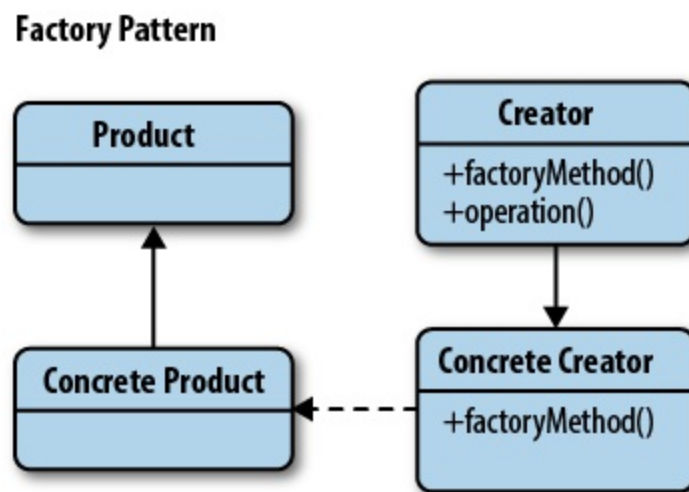 Factory Pattern
Product
Creator
+factoryMethod()
+operation()
Concrete Product
Concrete Creator
+factoryMethod()